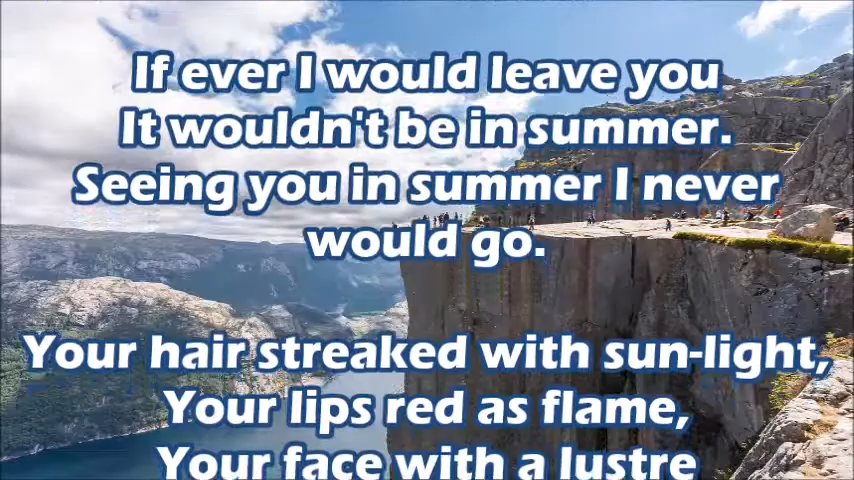 If ever I would leave you
It wouldn't be in summer.
Seeing you in summer I never
would go.
Your hair streaked with sun-light,
Your lips red as flame,
Your face with a lustre